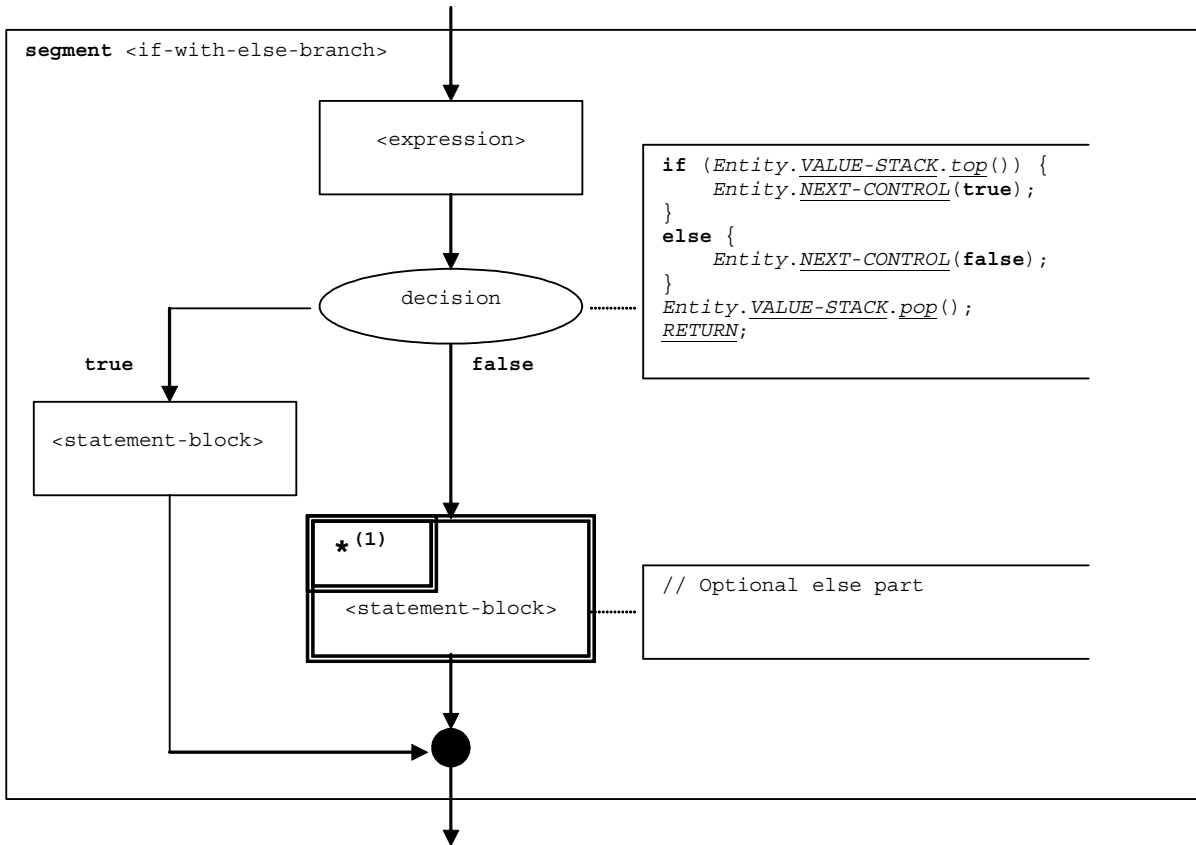 segment <if-with-else-branch>
<expression>
if (Entity.VALUE-STACK.top()) {
Entity.NEXT-CONTROL(true);
}
else {
Entity.NEXT-CONTROL(false);
}
Entity.VALUE-STACK.pop();
RETURN;
decision
true
false
<statement-block>
*(1)
<statement-block>
// Optional else part